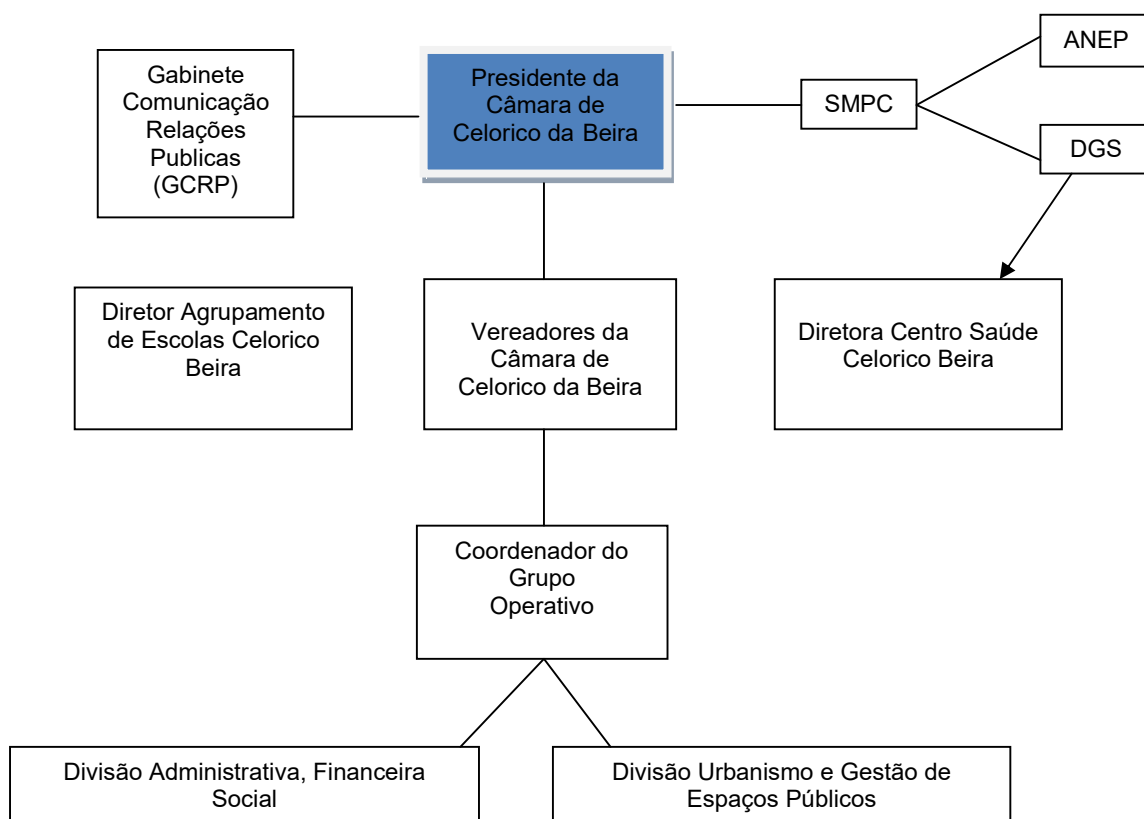 Gabinete
Comunicação
Relações
Publicas
(GCRP)
Presidente da
Câmara de
Celorico da Beira
SMPC
ANEP
DGS
Diretor Agrupamento
de Escolas Celorico
Beira
Vereadores da
Câmara de
Celorico da Beira
Diretora Centro Saúde
Celorico Beira
Coordenador do
Grupo
Operativo
Divisão Administrativa, Financeira
Social
Divisão Urbanismo e Gestão de
Espaços Públicos